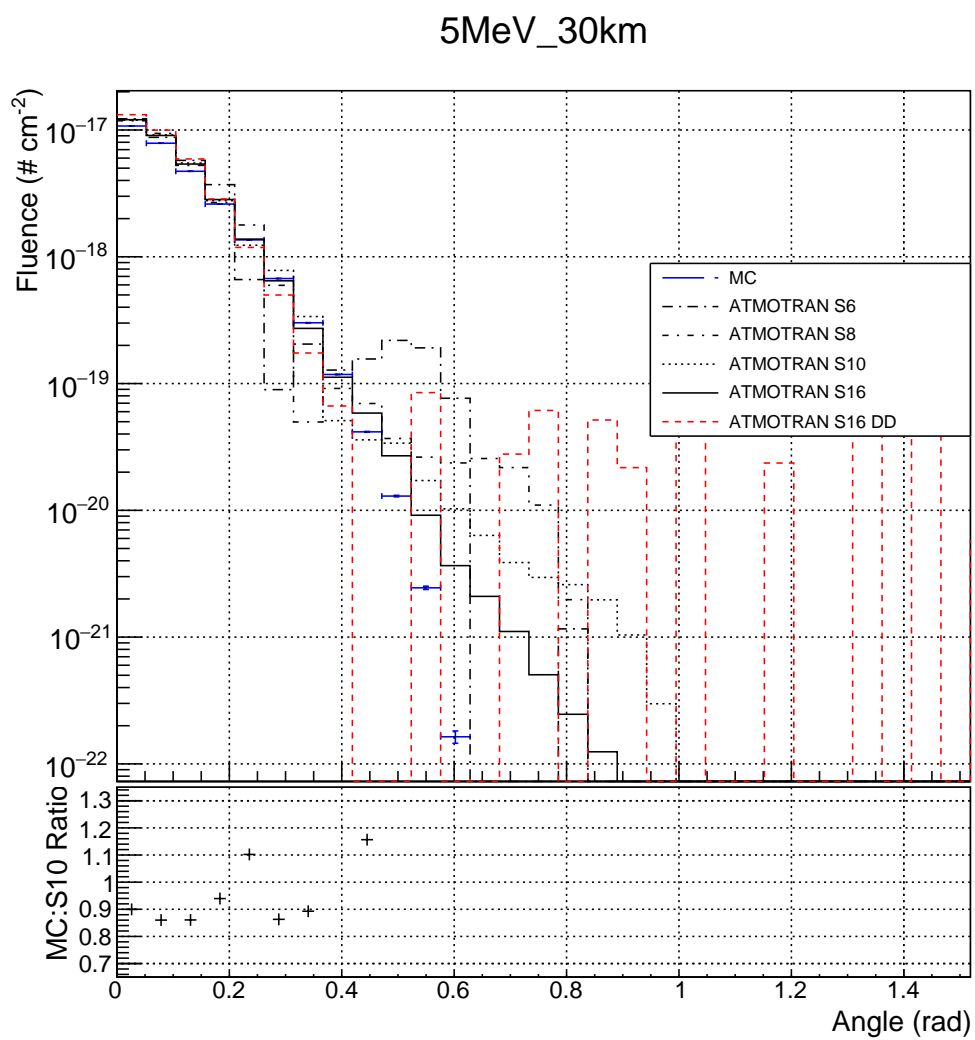 5MeV_30km
Fluence (# cm⁻²)
10⁻¹⁷
10⁻¹⁸
10⁻¹⁹
10⁻²⁰
10⁻²¹
10⁻²²
MC
ATMOTRAN S6
ATMOTRAN S8
ATMOTRAN S10
ATMOTRAN S16
ATMOTRAN S16 DD
MC:S10 Ratio
1.3
1.2
1.1
1
0.9
0.8
0.7
0 0.2 0.4 0.6 0.8 1 1.2 1.4
Angle (rad)